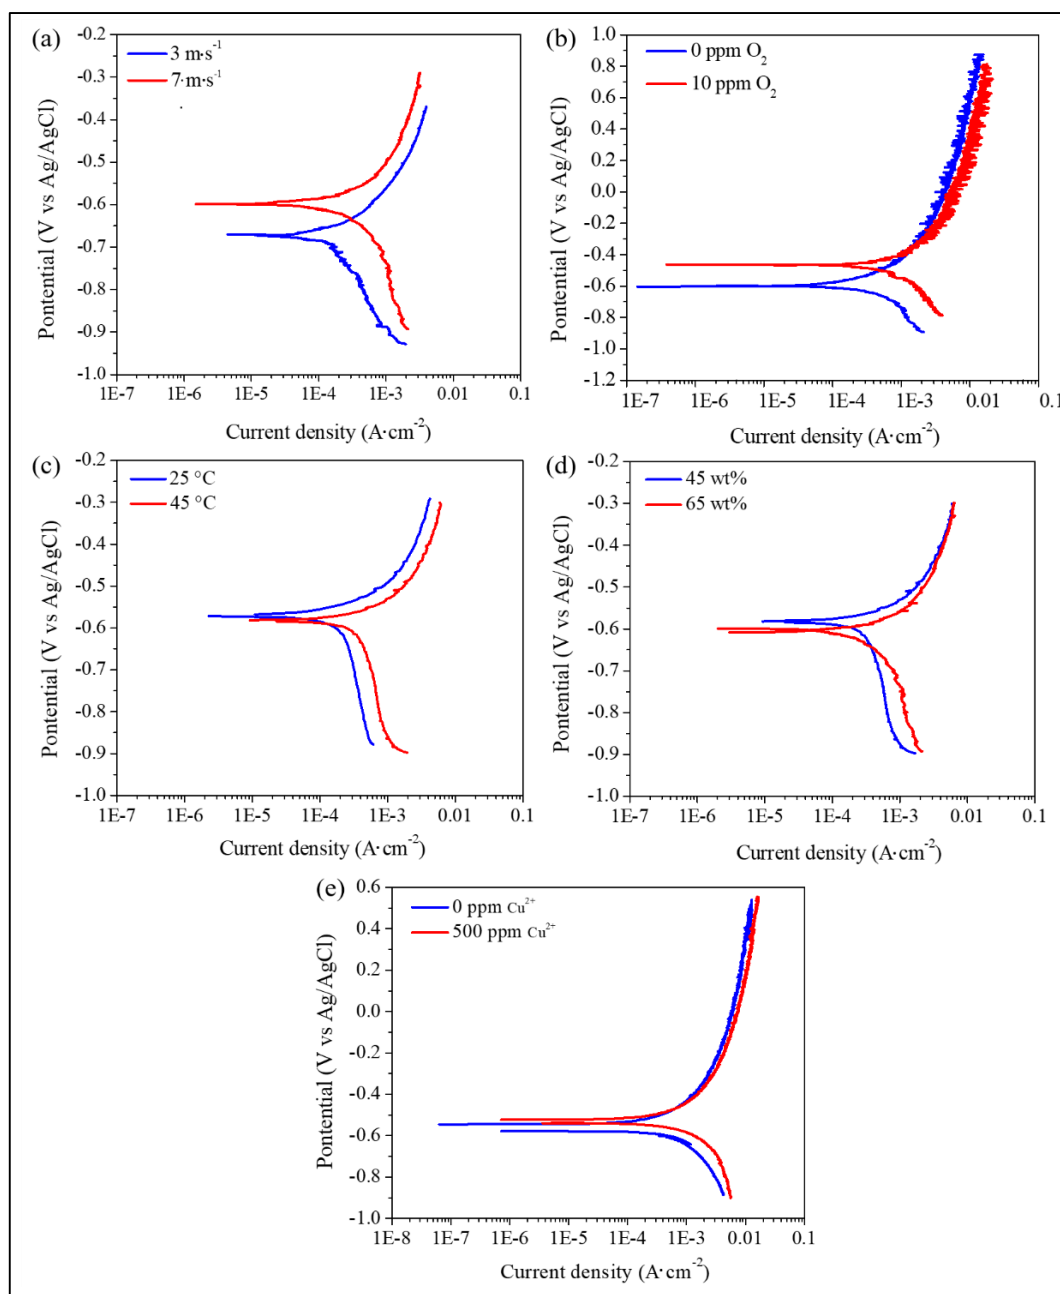 (a)
3 m·s⁻¹
7·m·s⁻¹
-0.2
-0.3
-0.4
-0.5
-0.6
-0.7
-0.8
-0.9
-1.0
Pontential (V vs Ag/AgCl)
1E-7 1E-6 1E-5 1E-4 1E-3 0.01 0.1
Current density (A·cm⁻²)
(b)
0 ppm O₂
10 ppm O₂
1.0
0.8
0.6
0.4
0.2
0.0
-0.2
-0.4
-0.6
-0.8
-1.0
-1.2
Pontential (V vs Ag/AgCl)
1E-7 1E-6 1E-5 1E-4 1E-3 0.01 0.1
Current density (A·cm⁻²)
(c)
25 °C
45 °C
-0.2
-0.3
-0.4
-0.5
-0.6
-0.7
-0.8
-0.9
-1.0
Pontential (V vs Ag/AgCl)
1E-7 1E-6 1E-5 1E-4 1E-3 0.01 0.1
Current density (A·cm⁻²)
(d)
45 wt%
65 wt%
-0.2
-0.3
-0.4
-0.5
-0.6
-0.7
-0.8
-0.9
-1.0
Pontential (V vs Ag/AgCl)
1E-7 1E-6 1E-5 1E-4 1E-3 0.01 0.1
Current density (A·cm⁻²)
(e)
0 ppm Cu²⁺
500 ppm Cu²⁺
0.6
0.4
0.2
0.0
-0.2
-0.4
-0.6
-0.8
-1.0
Pontential (V vs Ag/AgCl)
1E-8 1E-7 1E-6 1E-5 1E-4 1E-3 0.01 0.1
Current density (A·cm⁻²)